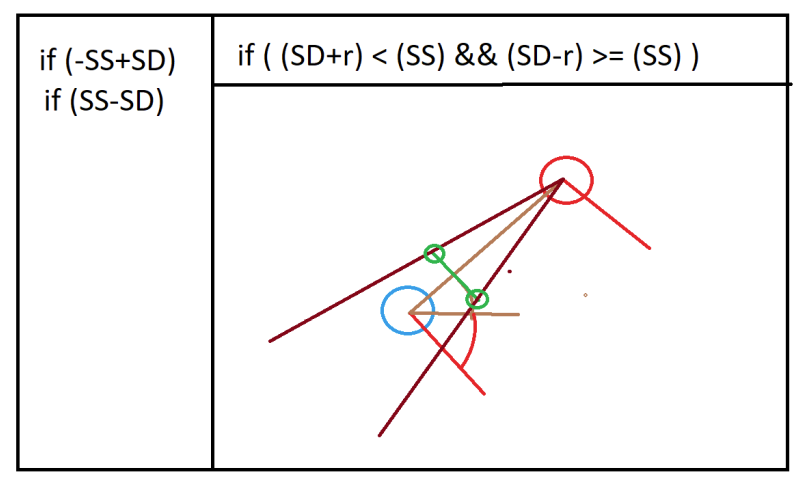 if (-SS+SD)
if (SS-SD)
if ( (SD+r) < (SS) && (SD-r) >= (SS) )